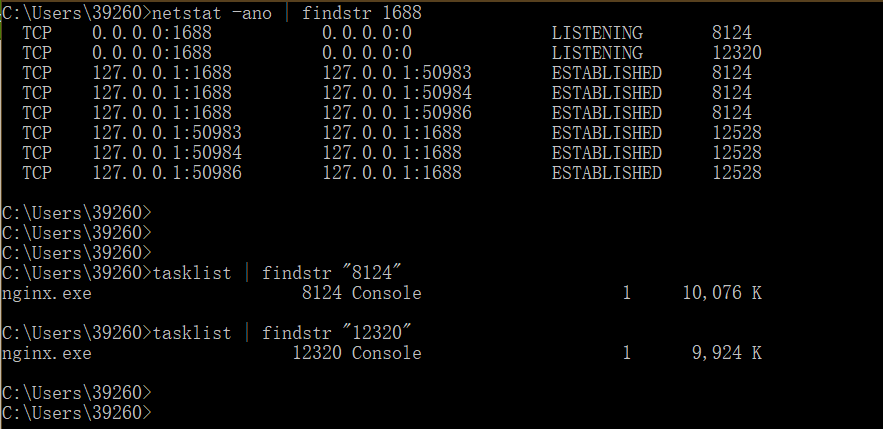 C:\Users\39260>netstat -ano | findstr 1688
TCP 0.0.0.0:1688 0.0.0.0:0 LISTENING 8124
TCP 0.0.0.0:1688 0.0.0.0:0 LISTENING 12320
TCP 127.0.0.1:1688 127.0.0.1:50983 ESTABLISHED 8124
TCP 127.0.0.1:1688 127.0.0.1:50984 ESTABLISHED 8124
TCP 127.0.0.1:1688 127.0.0.1:50986 ESTABLISHED 8124
TCP 127.0.0.1:50983 127.0.0.1:1688 ESTABLISHED 12528
TCP 127.0.0.1:50984 127.0.0.1:1688 ESTABLISHED 12528
TCP 127.0.0.1:50986 127.0.0.1:1688 ESTABLISHED 12528
C:\Users\39260>
C:\Users\39260>
C:\Users\39260>
C:\Users\39260>tasklist | findstr "8124"
nginx.exe 8124 Console 1 10,076 K
C:\Users\39260>tasklist | findstr "12320"
nginx.exe 12320 Console 1 9,924 K
C:\Users\39260>
C:\Users\39260>